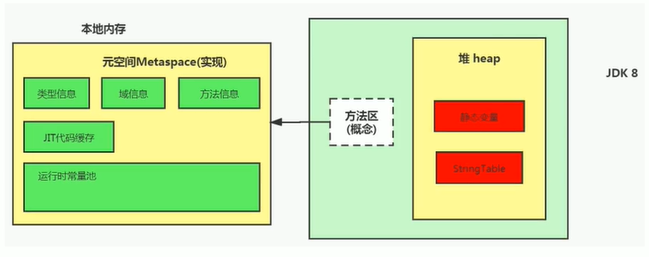 本地内存
元空间Metaspace(实现)
类型信息
域信息
方法信息
JIT代码缓存
运行时常量池
方法区
(概念)
堆 heap
静态变量
StringTable
JDK 8